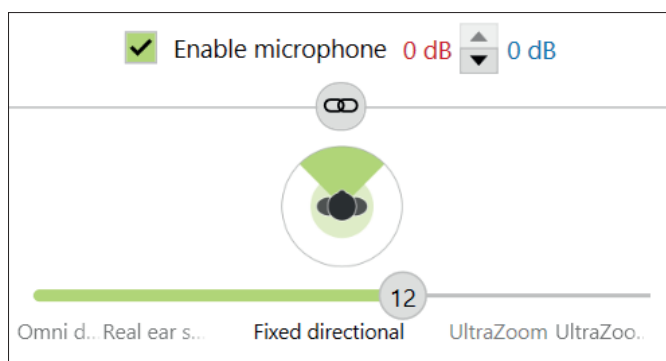 Enable microphone 0 dB 0 dB
12
Omni d... Real ear s... Fixed directional UltraZoom UltraZoo..